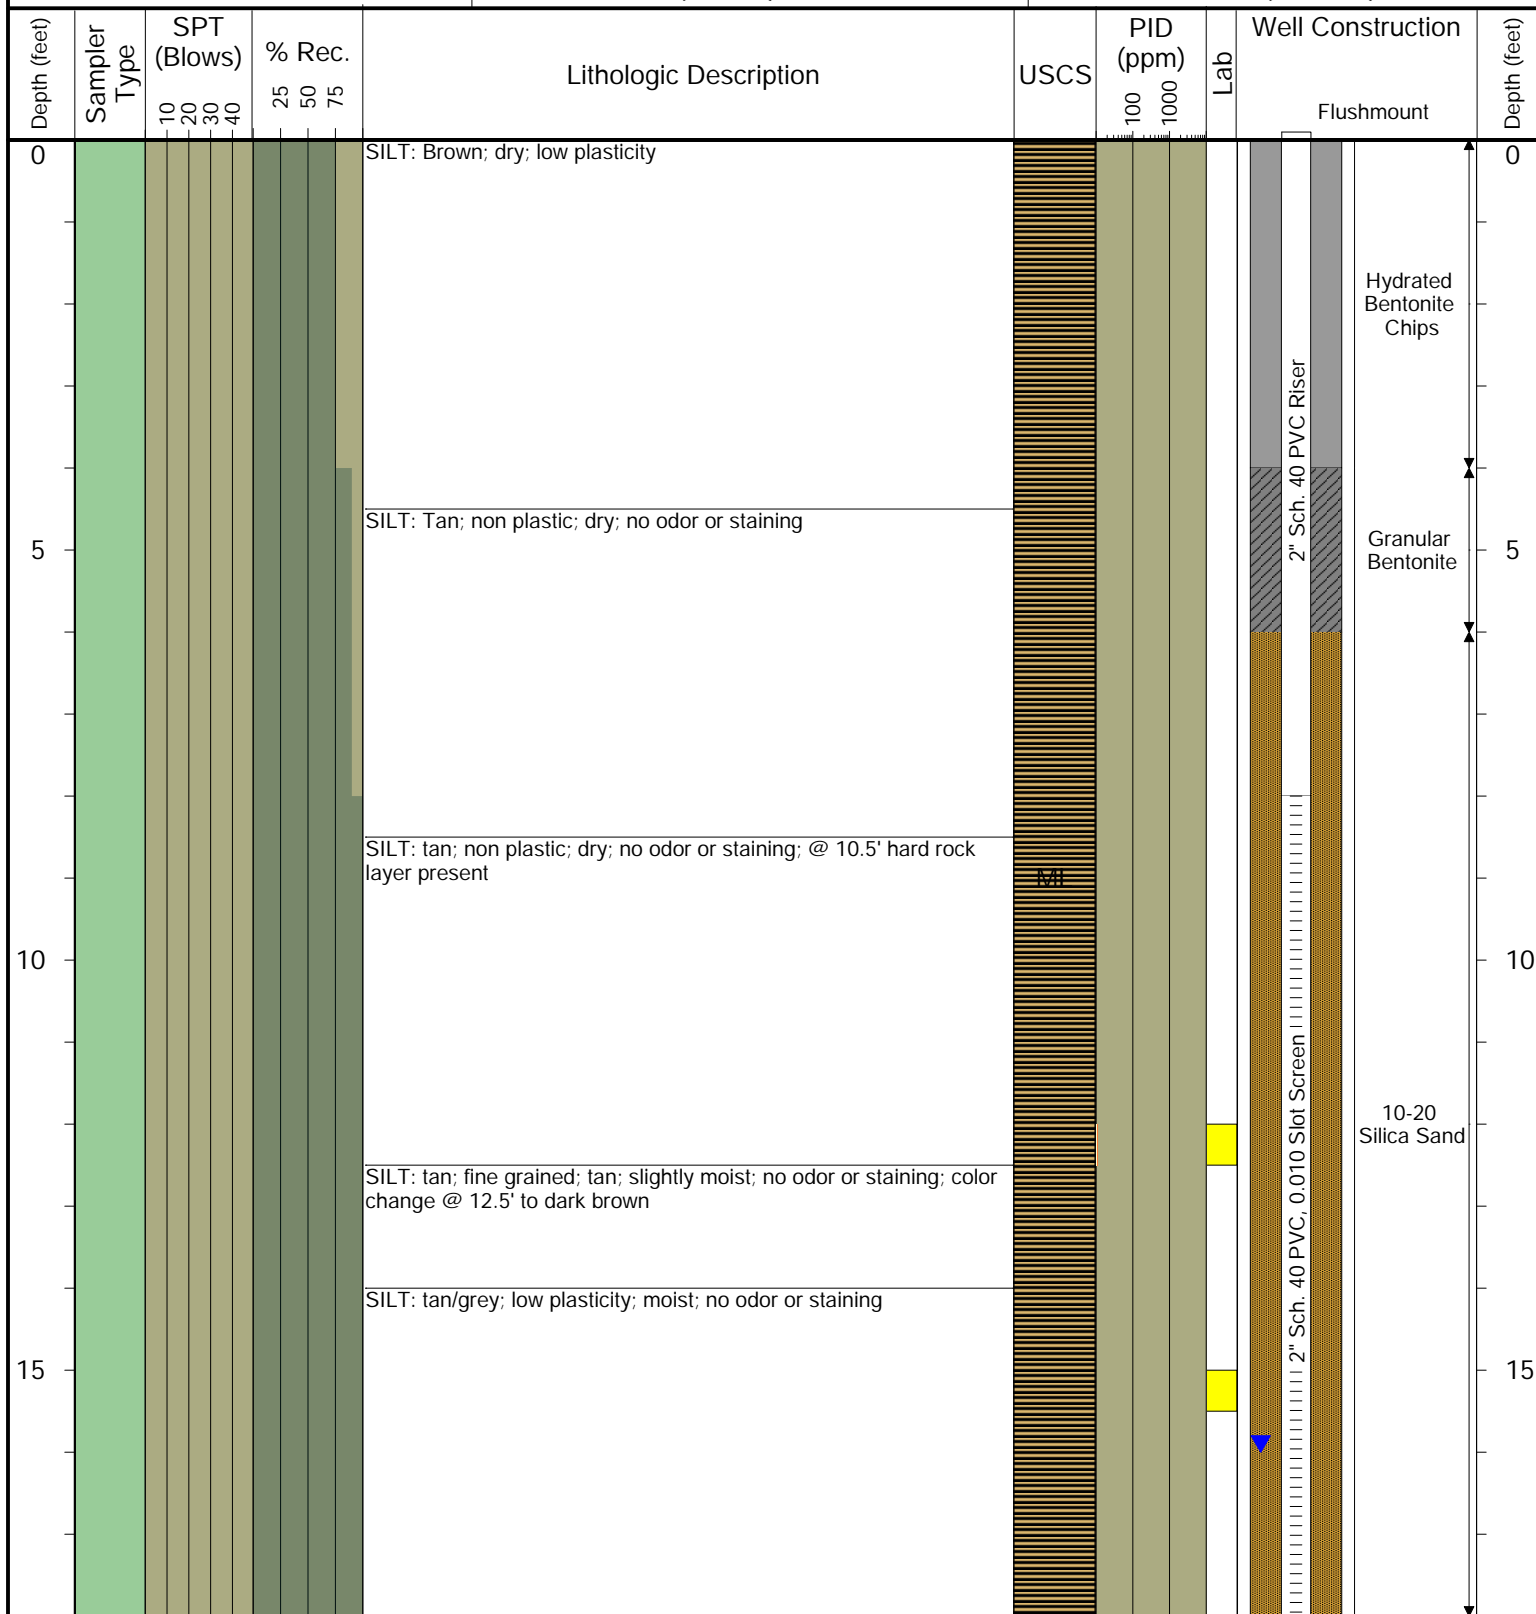 Depth (feet)
Sampler
Type
SPT
(Blows)
10
20
30
40
% Rec.
25
50
75
Lithologic Description
USCS
PID
(ppm)
100
1000
Lab
Well Construction
Flushmount
Depth (feet)
0
SILT: Brown; dry; low plasticity
0
Hydrated
Bentonite
Chips
2" Sch. 40 PVC Riser
SILT: Tan; non plastic; dry; no odor or staining
5
Granular
Bentonite
5
SILT: tan; non plastic; dry; no odor or staining; @ 10.5' hard rock
layer present
10
10
2" Sch. 40 PVC, 0.010 Slot Screen
10-20
Silica Sand
SILT: tan; fine grained; tan; slightly moist; no odor or staining; color
change @ 12.5' to dark brown
SILT: tan/grey; low plasticity; moist; no odor or staining
15
15